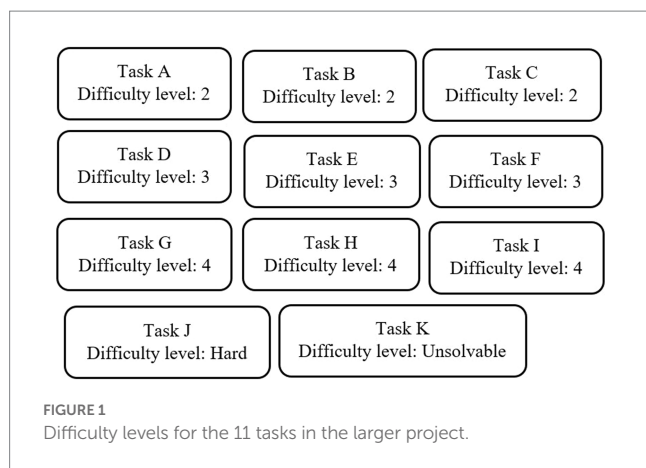 Task A
Difficulty level: 2
Task B
Difficulty level: 2
Task C
Difficulty level: 2
Task D
Difficulty level: 3
Task E
Difficulty level: 3
Task F
Difficulty level: 3
Task G
Difficulty level: 4
Task H
Difficulty level: 4
Task I
Difficulty level: 4
Task J
Difficulty level: Hard
Task K
Difficulty level: Unsolvable
FIGURE 1
Difficulty levels for the 11 tasks in the larger project.